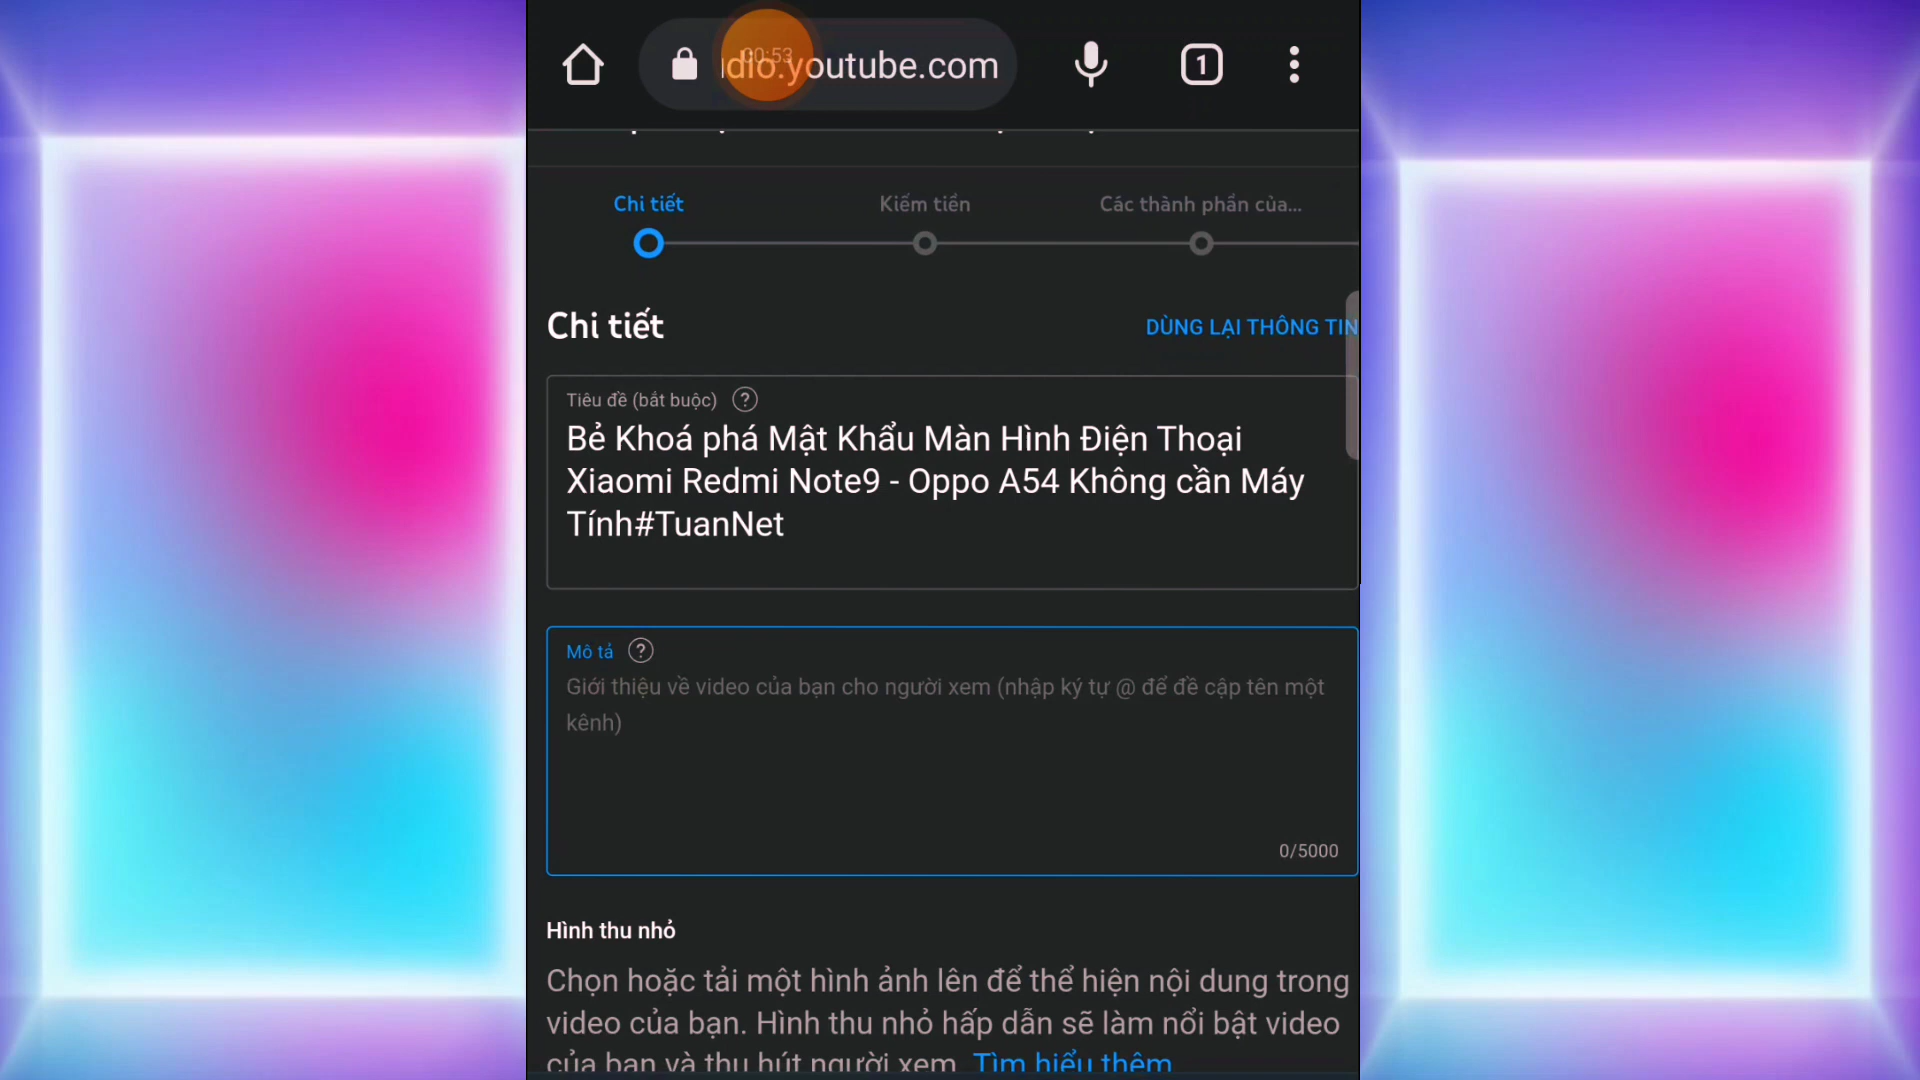 00:53
dio.youtube.com
1
Chi tiết
Kiếm tiền
Các thành phần của...
Chi tiết
DÙNG LẠI THÔNG TIN
Tiêu đề (bắt buộc) ?
Bẻ Khoá phá Mật Khẩu Màn Hình Điện Thoại
Xiaomi Redmi Note9 - Oppo A54 Không cần Máy
Tính#TuanNet
Mô tả ?
Giới thiệu về video của bạn cho người xem (nhập ký tự @ để đề cập tên một
kênh)
0/5000
Hình thu nhỏ
Chọn hoặc tải một hình ảnh lên để thể hiện nội dung trong
video của bạn. Hình thu nhỏ hấp dẫn sẽ làm nổi bật video
của bạn và thu hút người xem. Tìm hiểu thêm